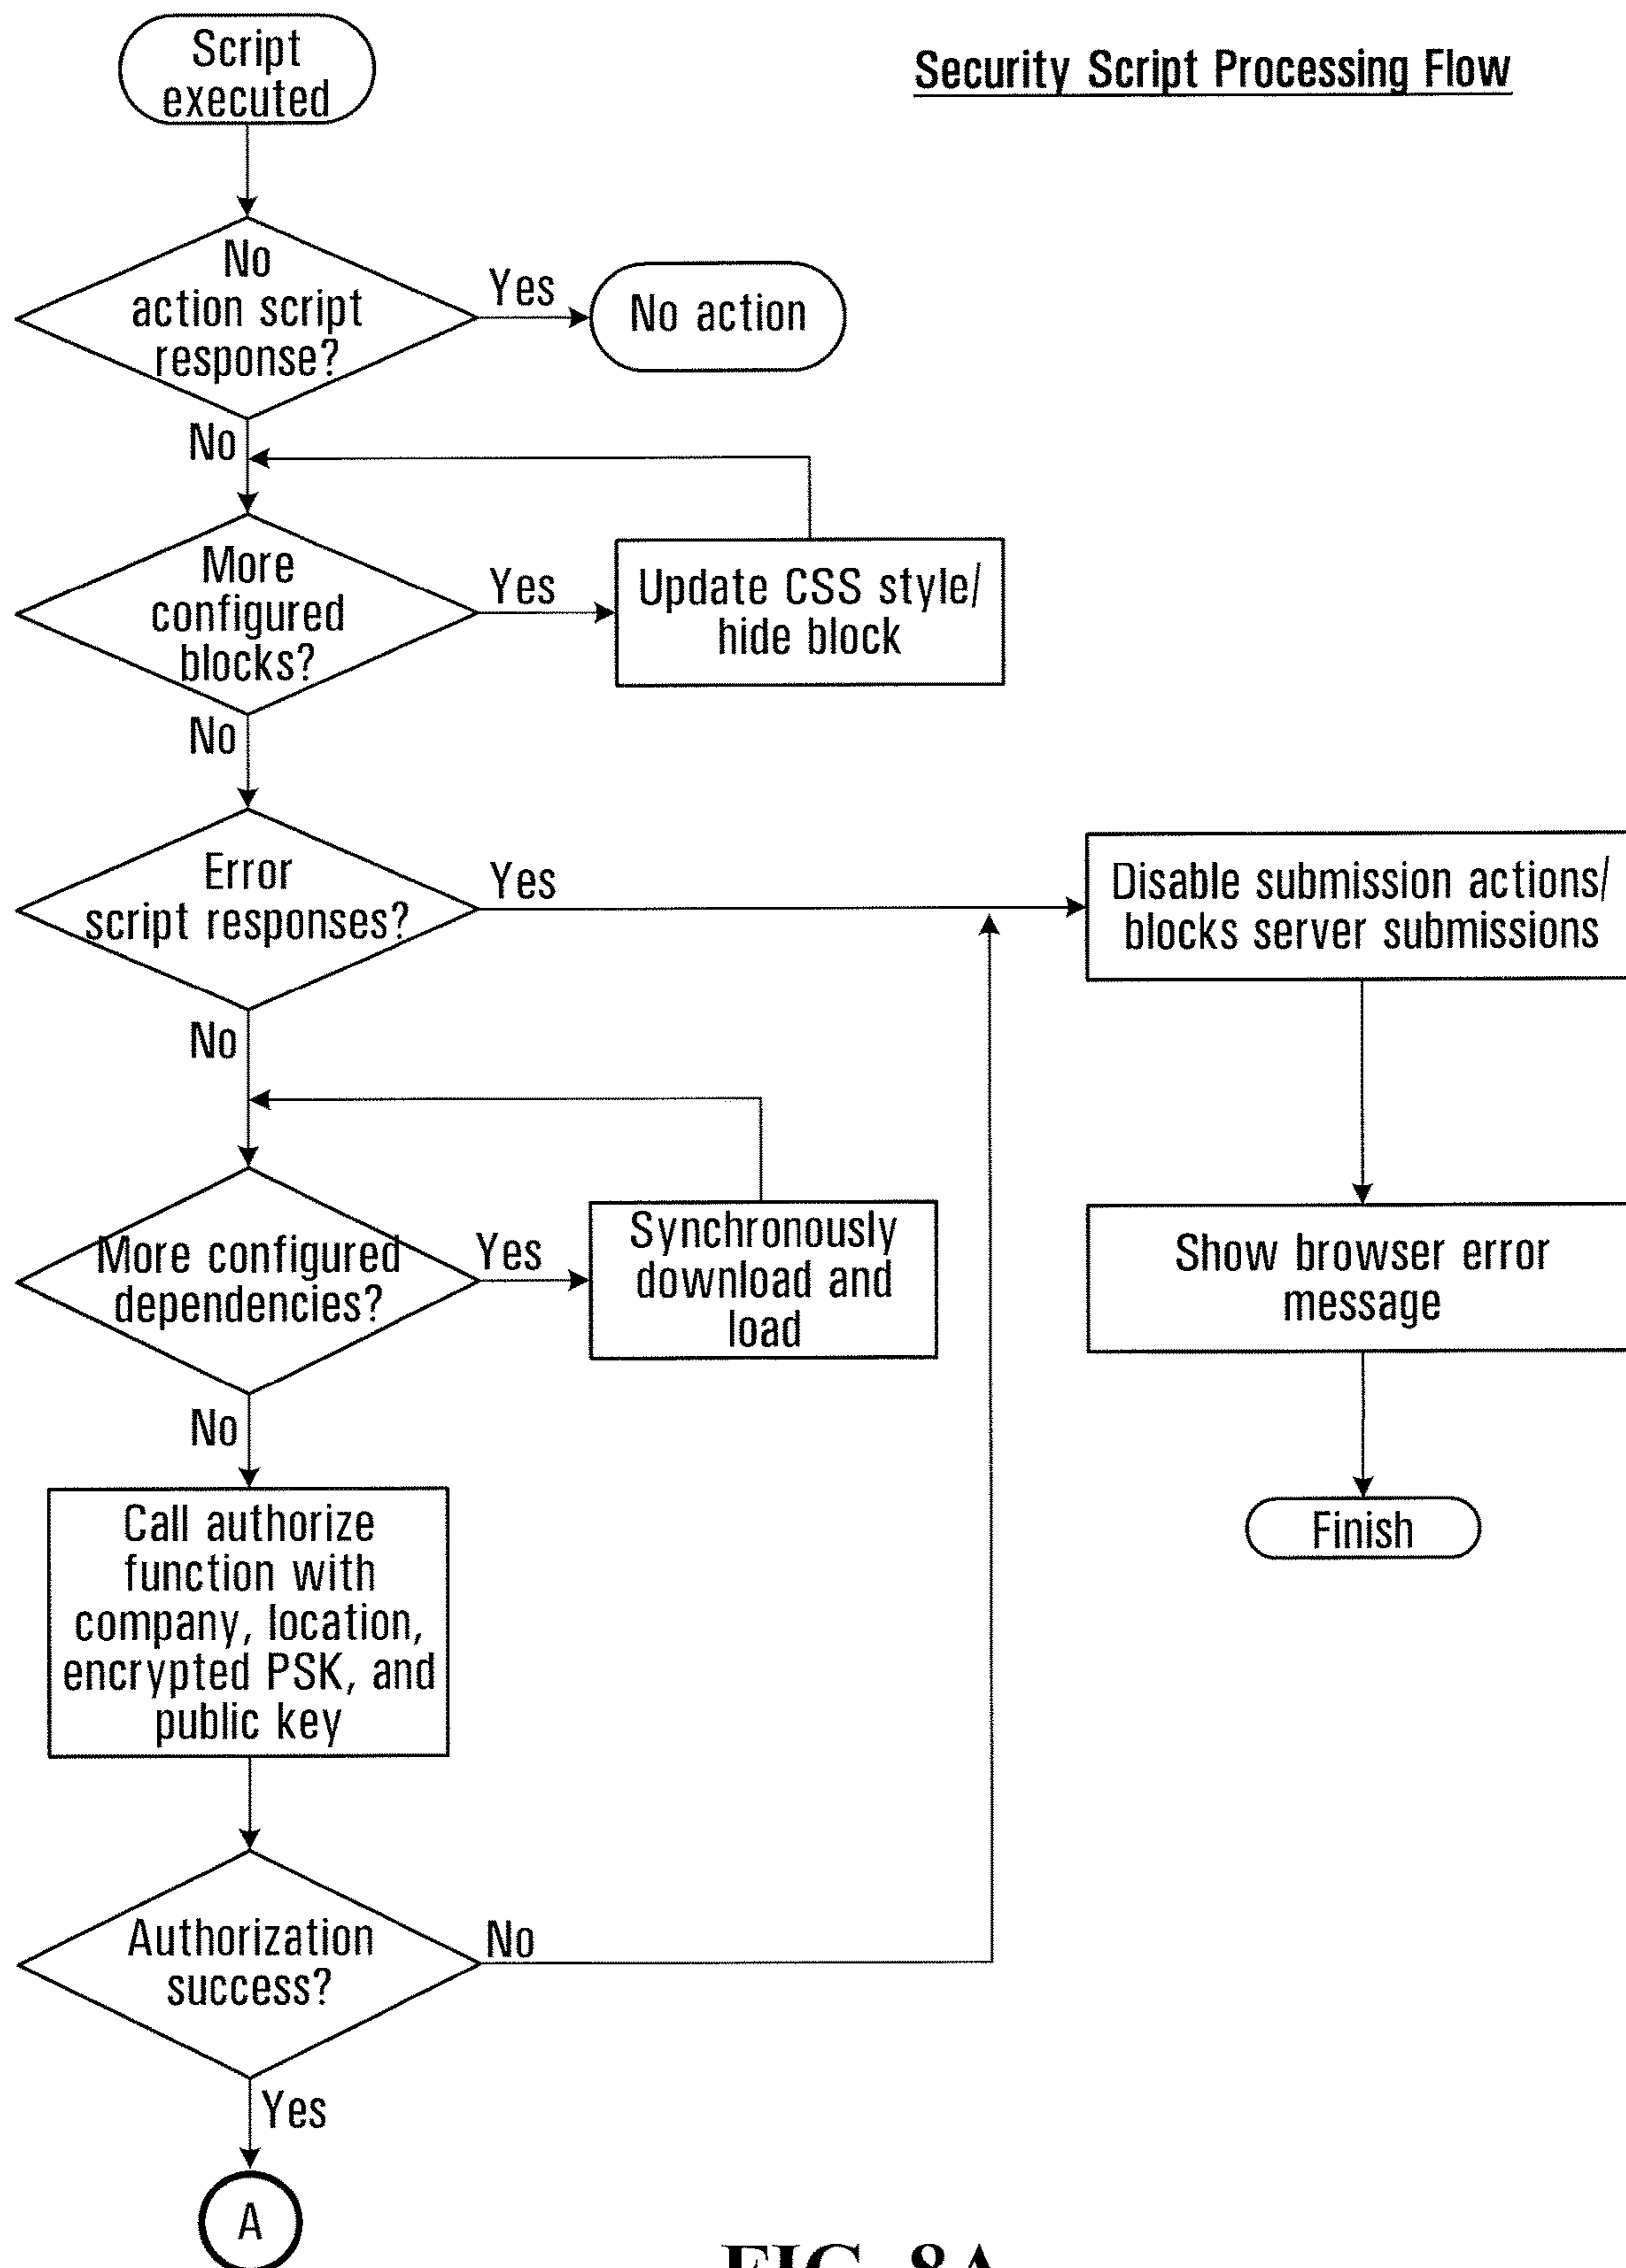 Script
executed
Security Script Processing Flow
No
action script
response?
Yes
No action
No
More
configured
blocks?
Yes
Update CSS style/
hide block
No
Error
script responses?
Yes
Disable submission actions/
blocks server submissions
No
More configured
dependencies?
Yes
Synchronously
download and
load
Show browser error
message
No
Finish
Call authorize
function with
company, location,
encrypted PSK, and
public key
Authorization
success?
No
Yes
A
FIG. 8A